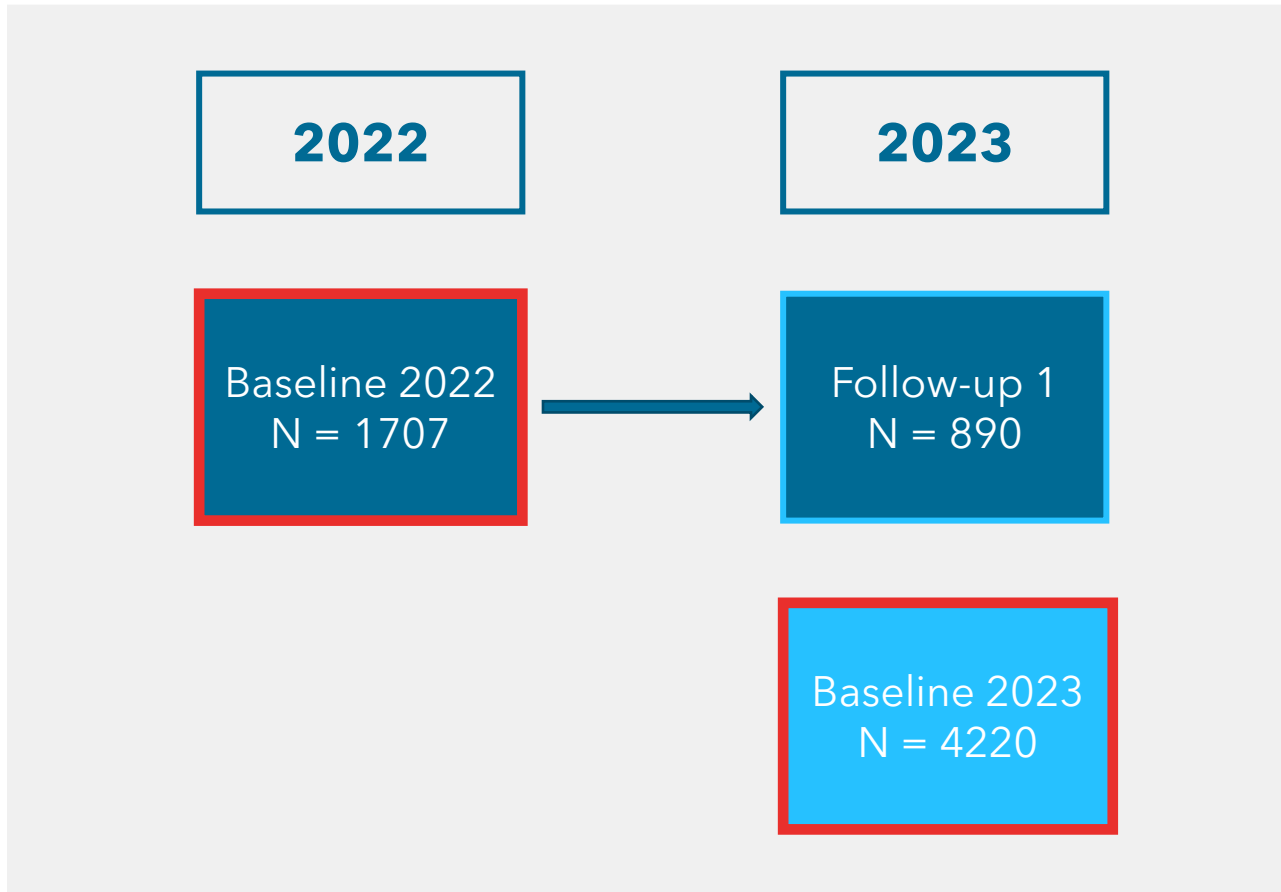 2022
2023
Baseline 2022
N = 1707
Follow-up 1
N = 890
Baseline 2023
N = 4220